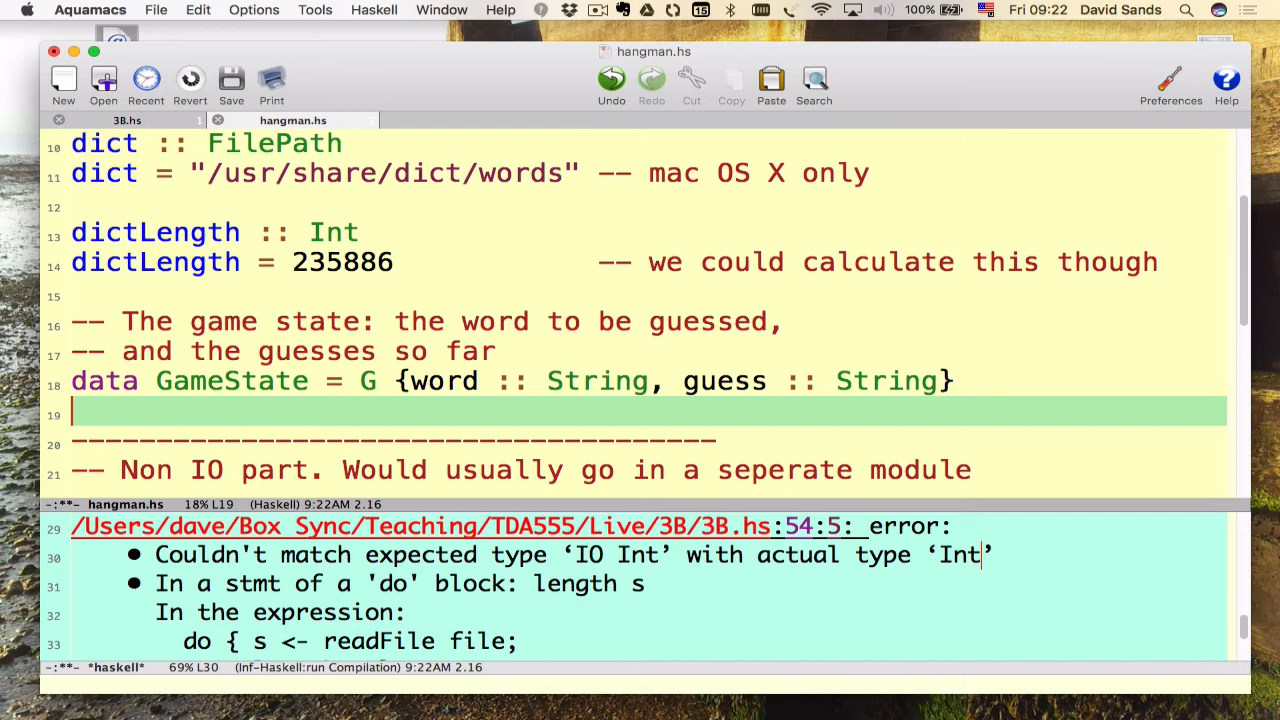 Aquamacs File Edit Options Tools Haskell Window Help 15 100% Fri 09:22 David Sands
hangman.hs
New Open Recent Revert Save Print Undo Redo Cut Copy Paste Search Preferences Help
3B.hs 1 hangman.hs 2
10 dict :: FilePath
11 dict = "/usr/share/dict/words" -- mac OS X only
12
13 dictLength :: Int
14 dictLength = 235886 -- we could calculate this though
15
16 -- The game state: the word to be guessed,
17 -- and the guesses so far
18 data GameState = G {word :: String, guess :: String}
19
20 --------------------------------------
21 -- Non IO part. Would usually go in a seperate module
-:**- hangman.hs 18% L19 (Haskell) 9:22AM 2.16
29 /Users/dave/Box Sync/Teaching/TDA555/Live/3B/3B.hs:54:5: error:
30 • Couldn't match expected type ‘IO Int’ with actual type ‘Int’
31 • In a stmt of a 'do' block: length s
32 In the expression:
33 do { s <- readFile file;
-:**- *haskell* 69% L30 (Inf-Haskell:run Compilation) 9:22AM 2.16